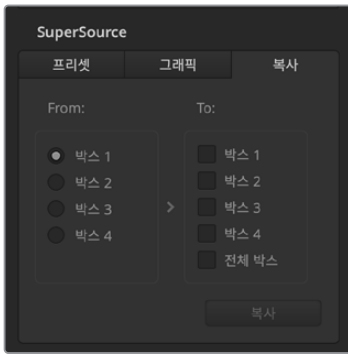 SuperSource
프리셋 그래픽 복사
From: To:
박스 1 박스 1
박스 2 박스 2
박스 3 > 박스 3
박스 4 박스 4
전체 박스
복사